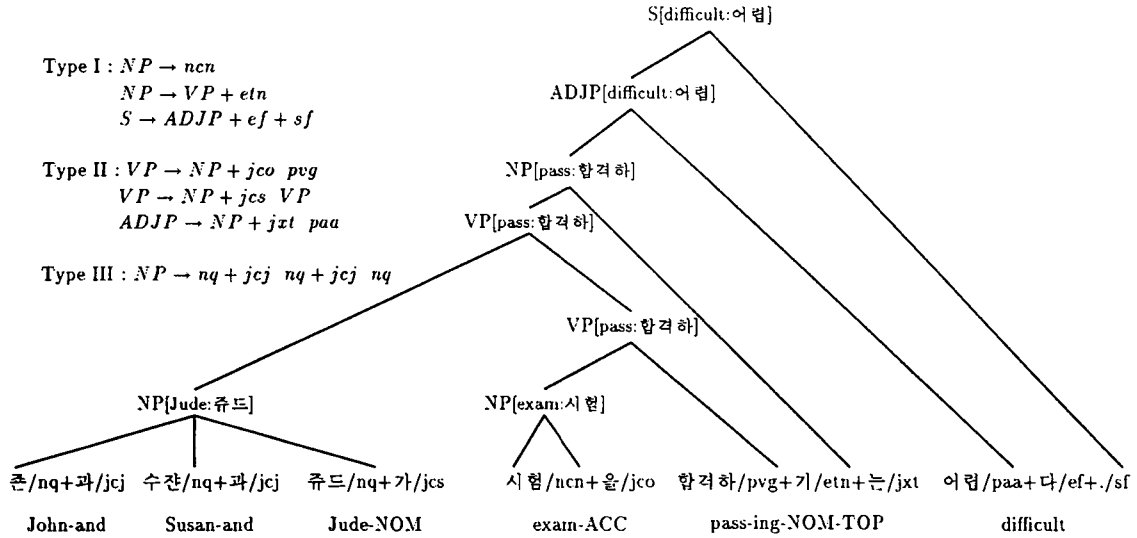 S[difficult:어렵]
Type I : NP → ncn
NP → VP + etn
S → ADJP + ef + sf
ADJP[difficult:어렵]
Type II : VP → NP + jco pvg
VP → NP + jcs VP
ADJP → NP + jxt paa
NP[pass:합격하]
VP[pass:합격하]
Type III : NP → nq + jcj nq + jcj nq
VP[pass:합격하]
NP[Jude:쥬드]
NP[exam:시험]
죤/nq+과/jcj 수쟌/nq+과/jcj 쥬드/nq+가/jcs 시험/ncn+을/jco 합격하/pvg+기/etn+는/jxt 어렵/paa+다/ef+./sf
John-and Susan-and Jude-NOM exam-ACC pass-ing-NOM-TOP difficult